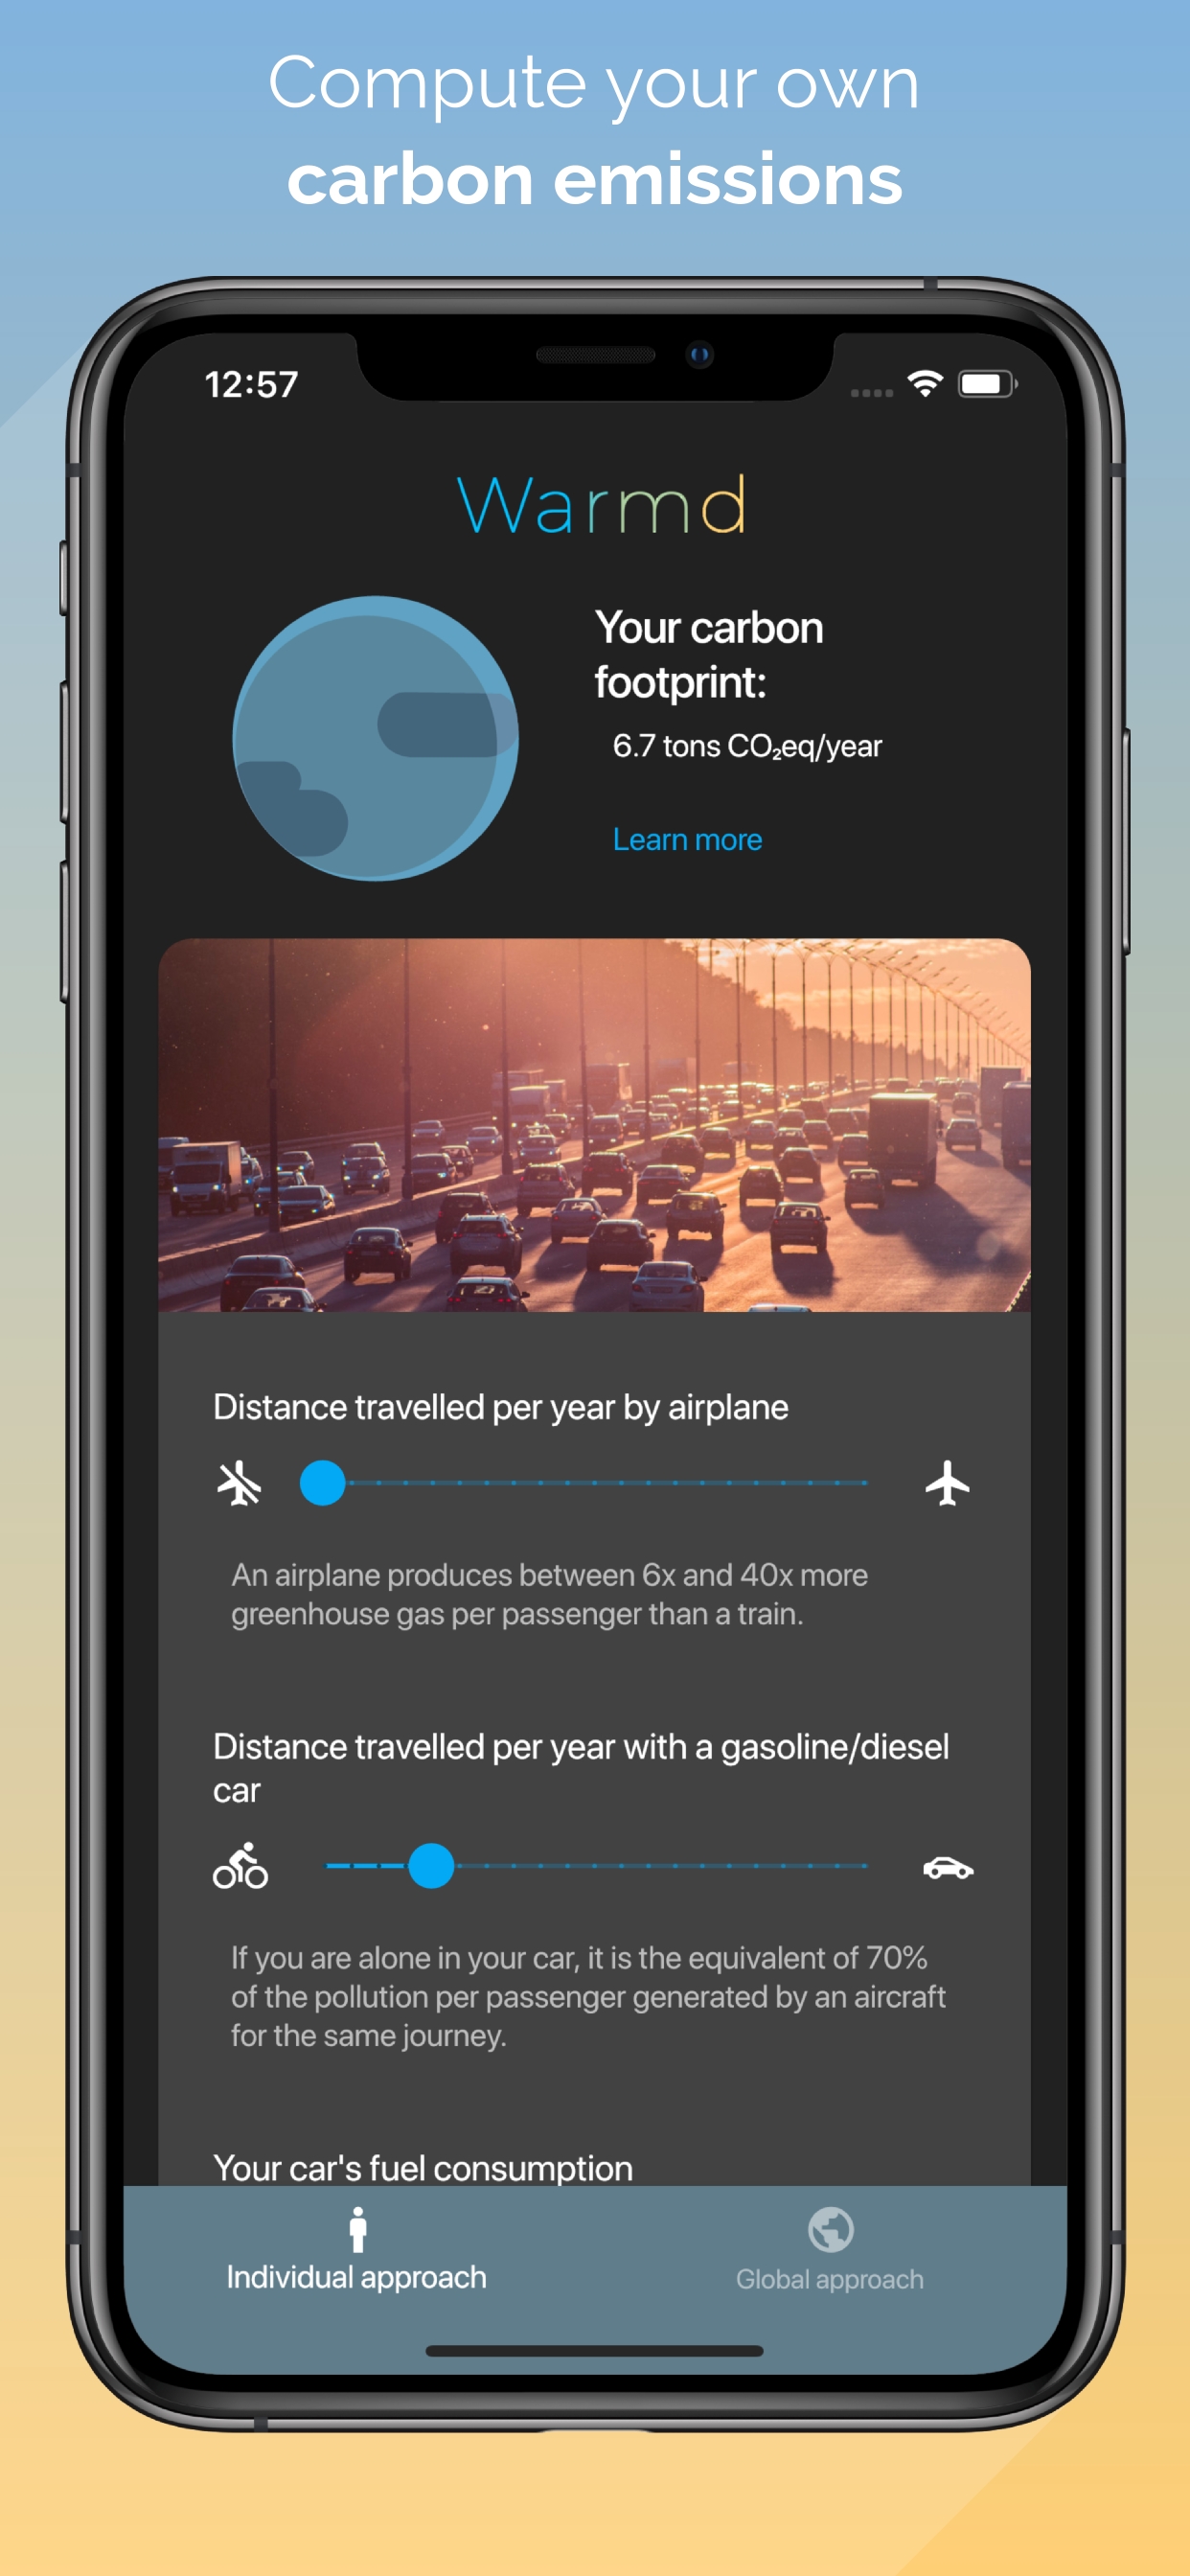 Compute your own
carbon emissions
12:57
Warmd
Your carbon
footprint:
6.7 tons CO₂eq/year
Learn more
Distance travelled per year by airplane
An airplane produces between 6x and 40x more
greenhouse gas per passenger than a train.
Distance travelled per year with a gasoline/diesel
car
If you are alone in your car, it is the equivalent of 70%
of the pollution per passenger generated by an aircraft
for the same journey.
Your car's fuel consumption
Individual approach
Global approach